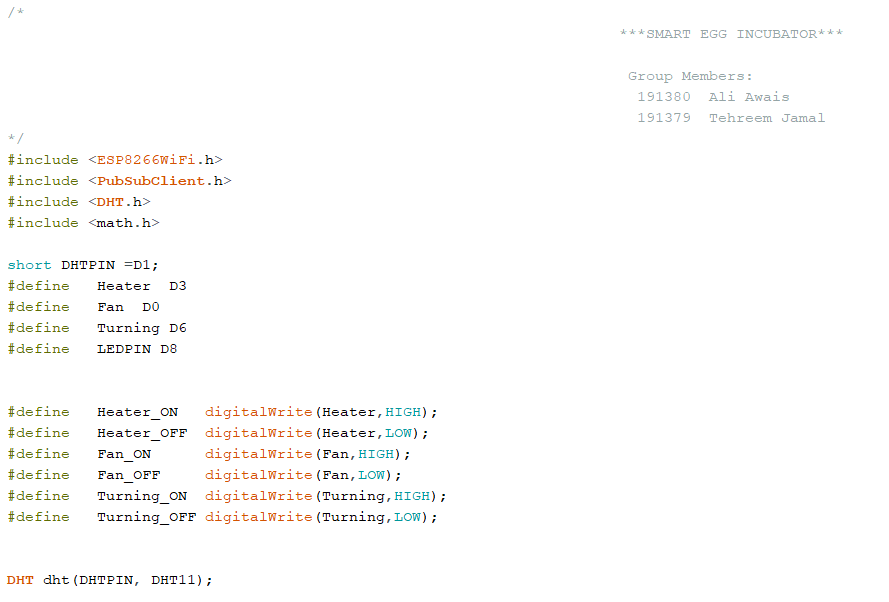 /*
***SMART EGG INCUBATOR***
Group Members:
191380  Ali Awais
191379  Tehreem Jamal
*/
#include <ESP8266WiFi.h>
#include <PubSubClient.h>
#include <DHT.h>
#include <math.h>
short DHTPIN =D1;
#define   Heater  D3
#define   Fan  D0
#define   Turning D6
#define   LEDPIN D8
#define   Heater_ON   digitalWrite(Heater,HIGH);
#define   Heater_OFF  digitalWrite(Heater,LOW);
#define   Fan_ON      digitalWrite(Fan,HIGH);
#define   Fan_OFF     digitalWrite(Fan,LOW);
#define   Turning_ON  digitalWrite(Turning,HIGH);
#define   Turning_OFF digitalWrite(Turning,LOW);
DHT dht(DHTPIN, DHT11);